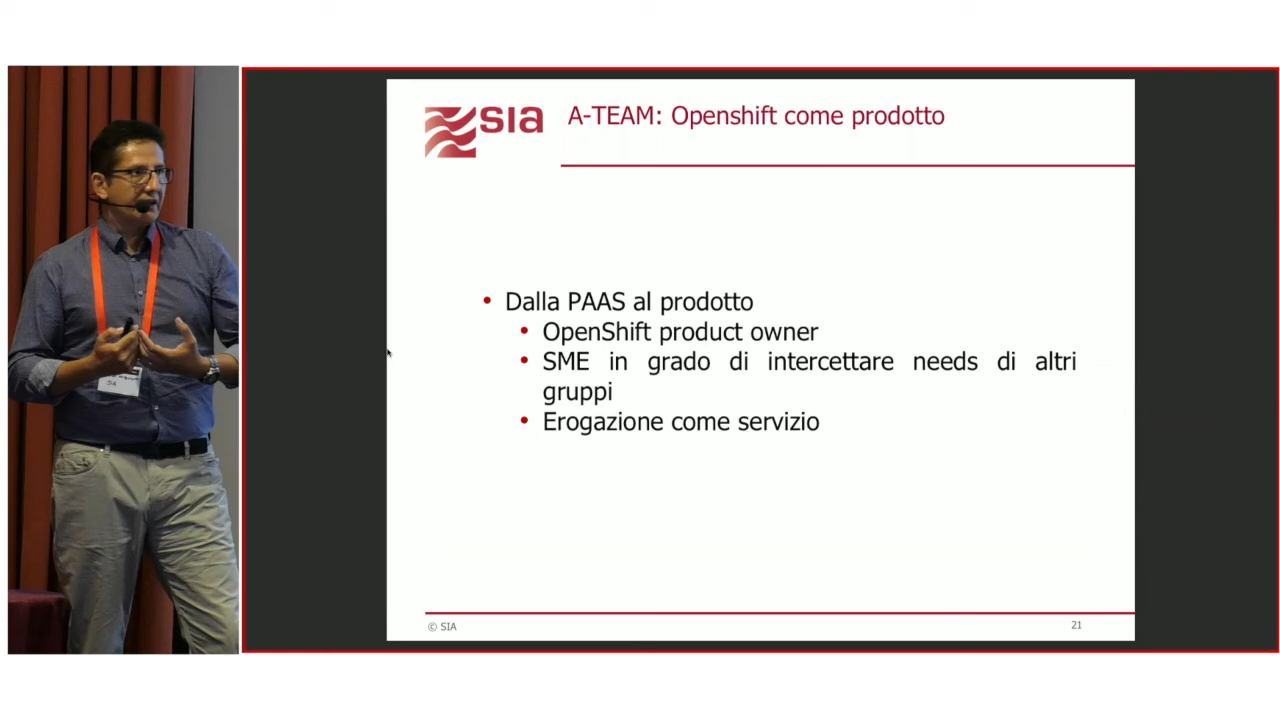 SIA
A-TEAM: Openshift come prodotto
• Dalla PAAS al prodotto
• OpenShift product owner
• SME in grado di intercettare needs di altri
gruppi
• Erogazione come servizio
© SIA
21
SIA